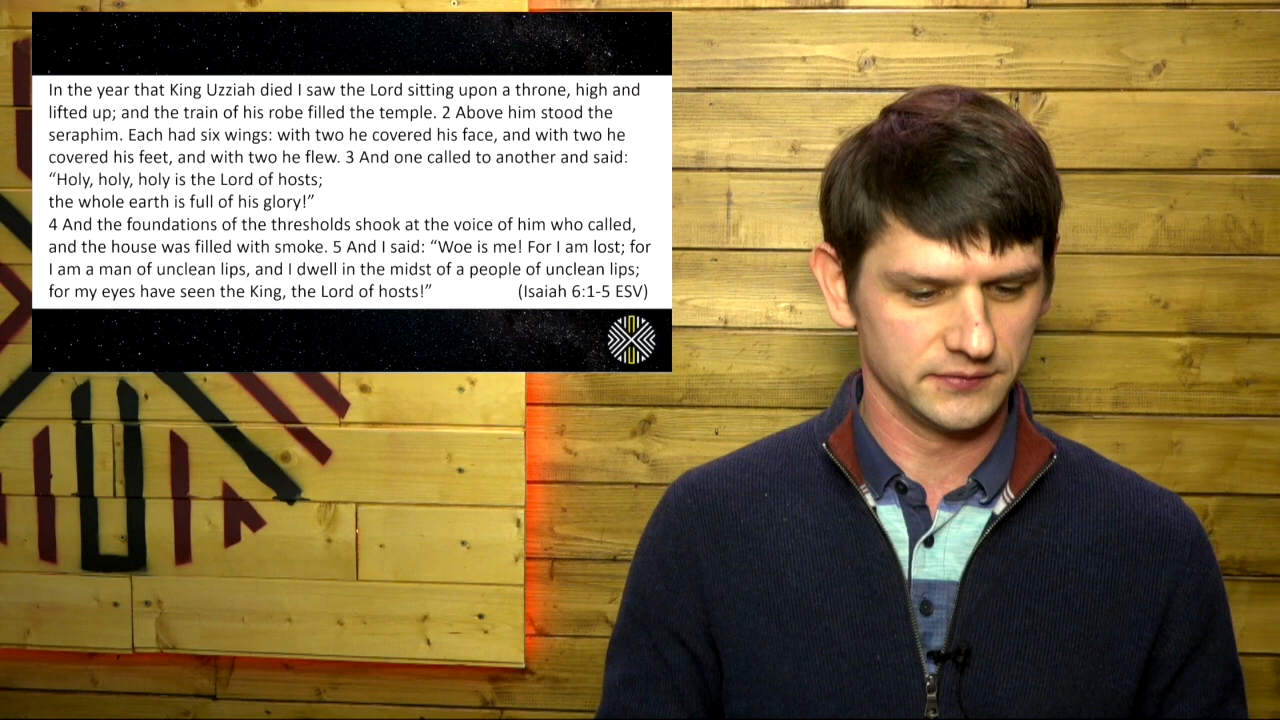 In the year that King Uzziah died I saw the Lord sitting upon a throne, high and
lifted up; and the train of his robe filled the temple. 2 Above him stood the
seraphim. Each had six wings: with two he covered his face, and with two he
covered his feet, and with two he flew. 3 And one called to another and said:
“Holy, holy, holy is the Lord of hosts;
the whole earth is full of his glory!”
4 And the foundations of the thresholds shook at the voice of him who called,
and the house was filled with smoke. 5 And I said: “Woe is me! For I am lost; for
I am a man of unclean lips, and I dwell in the midst of a people of unclean lips;
for my eyes have seen the King, the Lord of hosts!” (Isaiah 6:1-5 ESV)